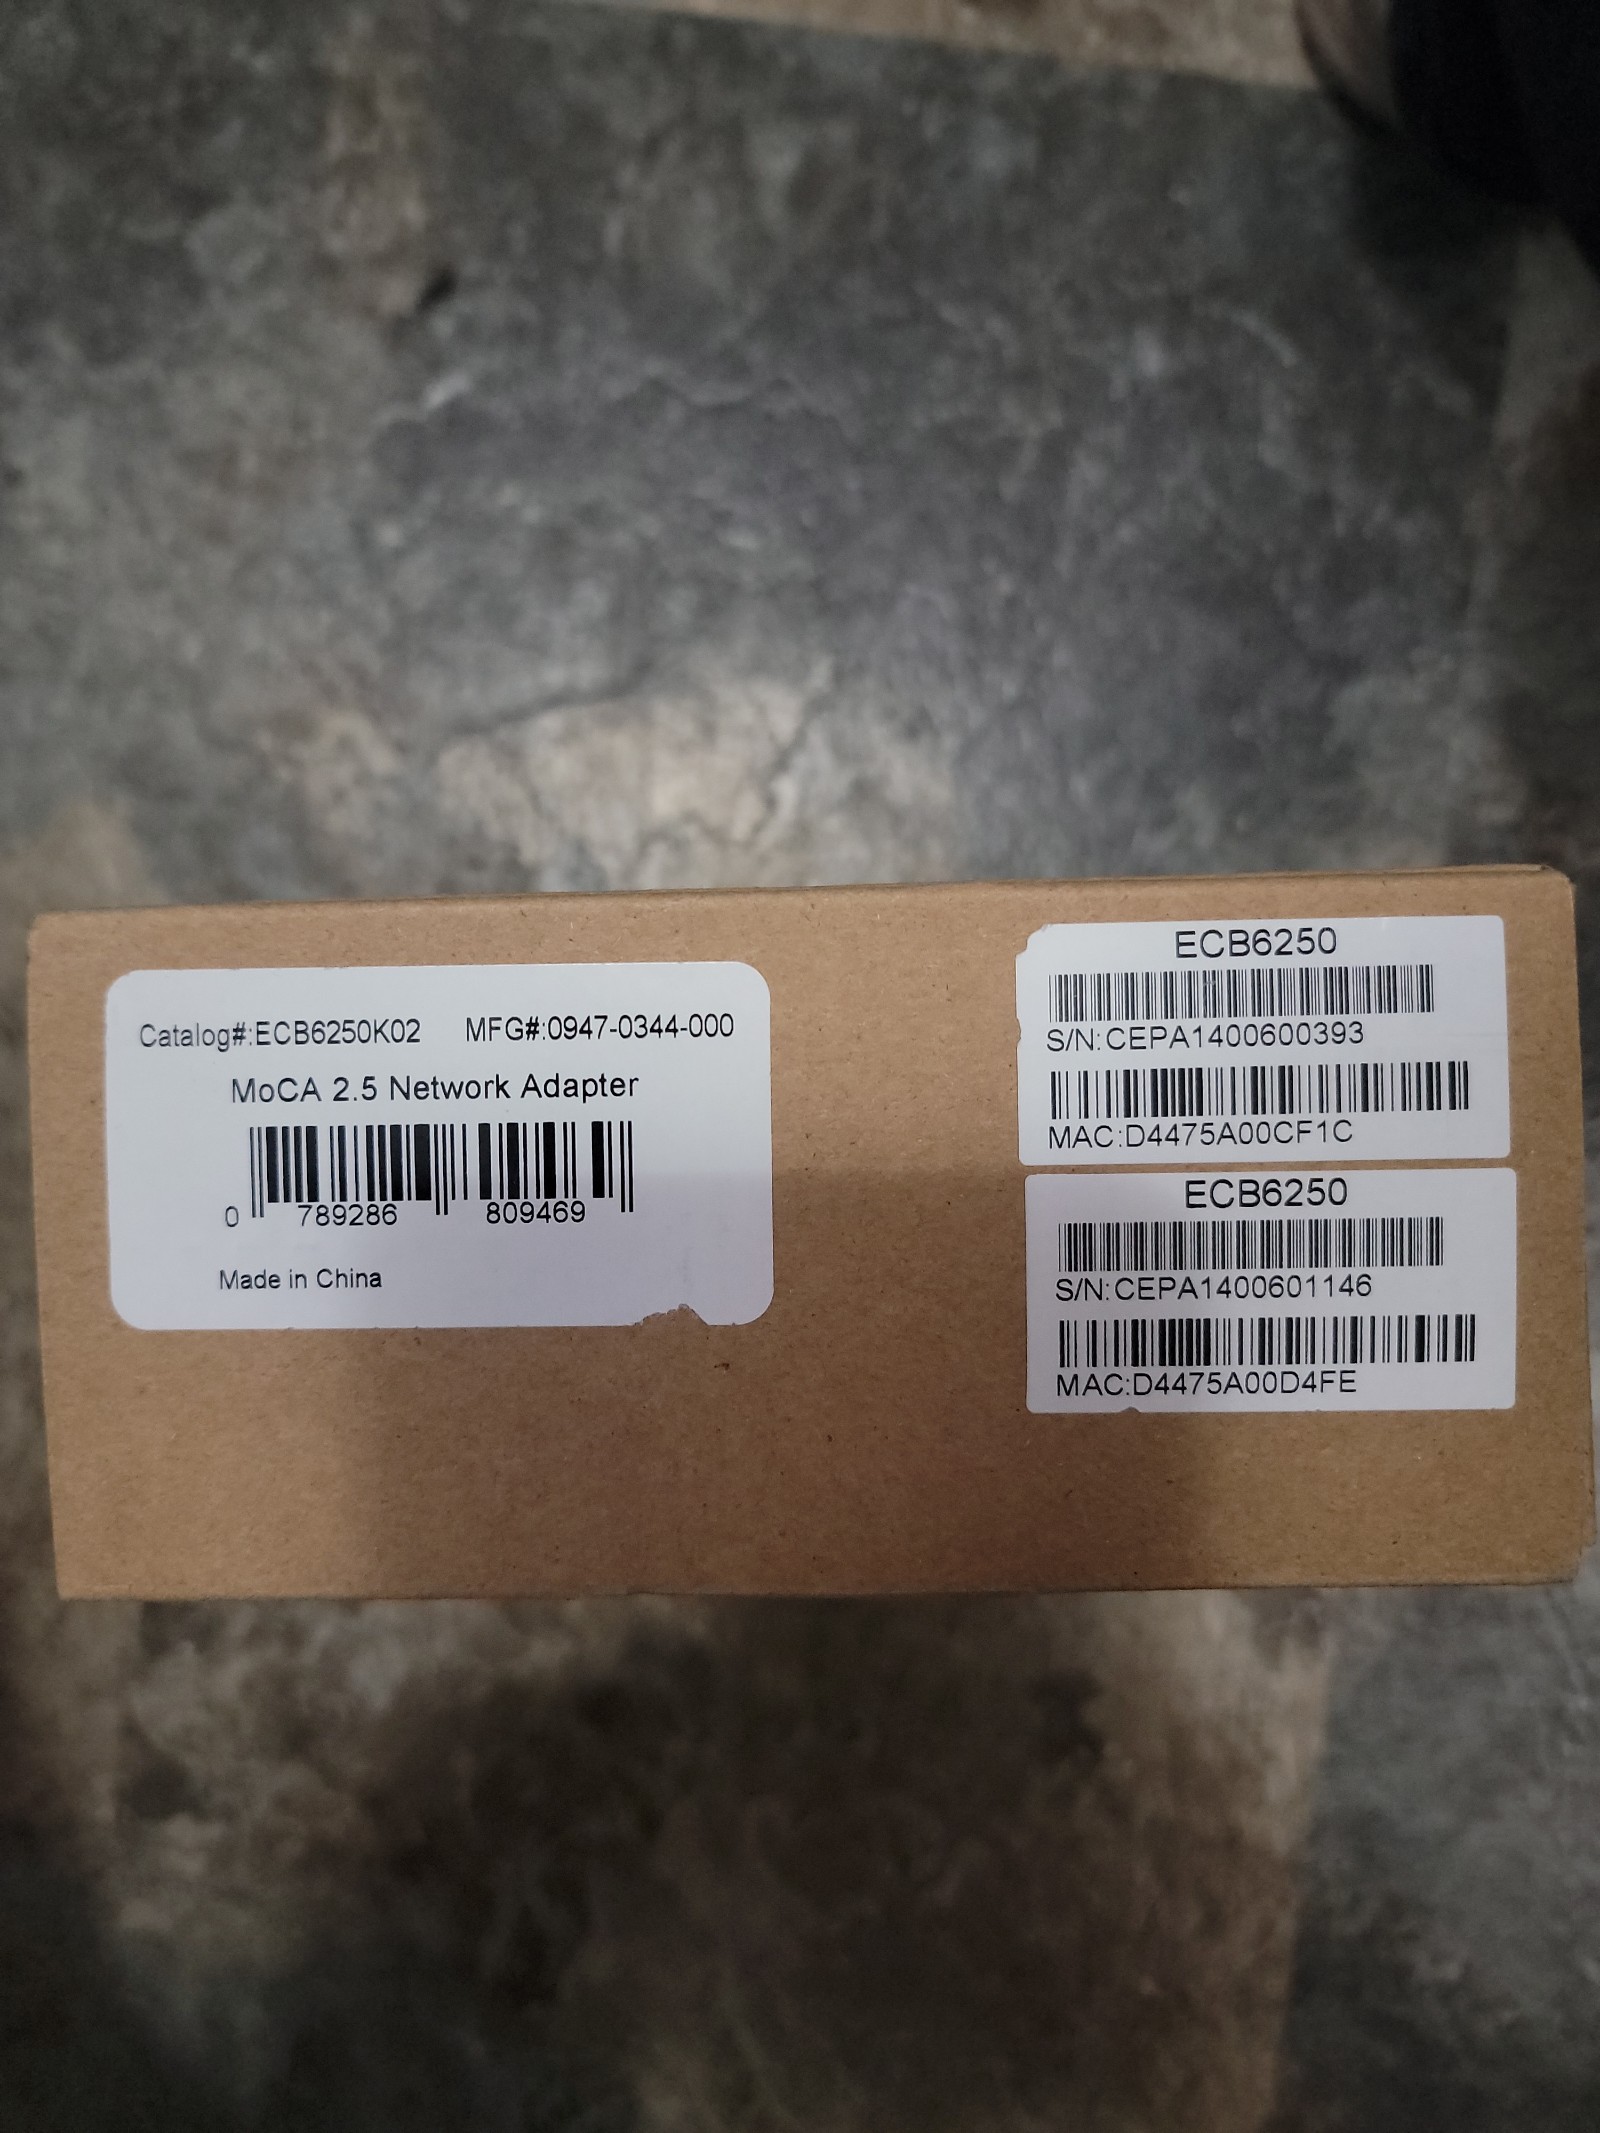 Catalog#:ECB6250K02 MFG#:0947-0344-000
MoCA 2.5 Network Adapter
0 789286 809469
Made in China
ECB6250
S/N:CEPA1400600393
MAC:D4475A00CF1C
ECB6250
S/N:CEPA1400601146
MAC:D4475A00D4FE